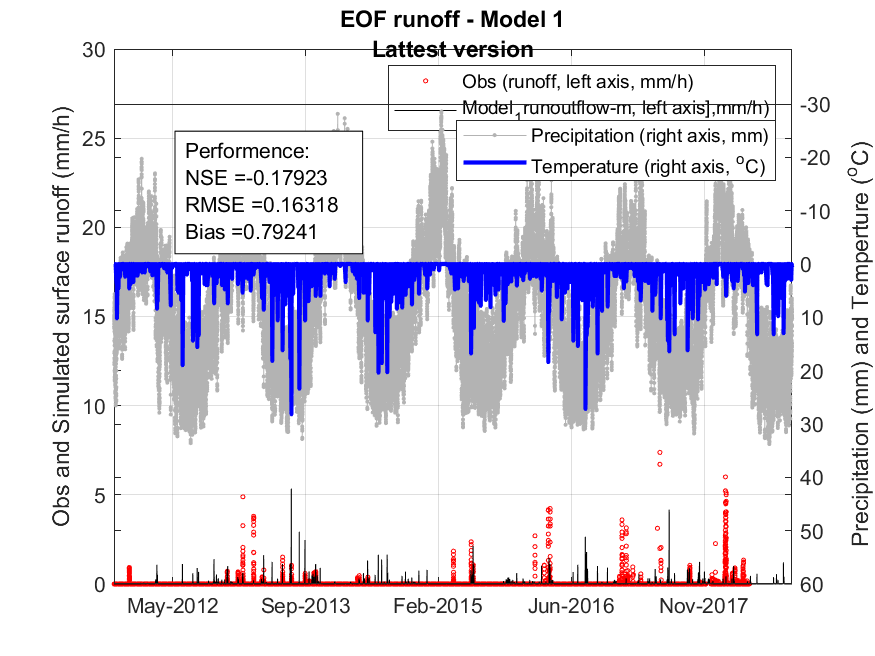 EOF runoff - Model 1
Lattest version
30
25
20
15
10
5
0
Obs and Simulated surface runoff (mm/h)
Obs (runoff, left axis, mm/h)
Model1runoutflow-m, left axis],mm/h)
Precipitation (right axis, mm)
Temperature (right axis, oC)
Performence:
NSE =-0.17923
RMSE =0.16318
Bias =0.79241
-30
-20
-10
0
10
20
30
40
50
60
Precipitation (mm) and Temperture (oC)
May-2012
Sep-2013
Feb-2015
Jun-2016
Nov-2017